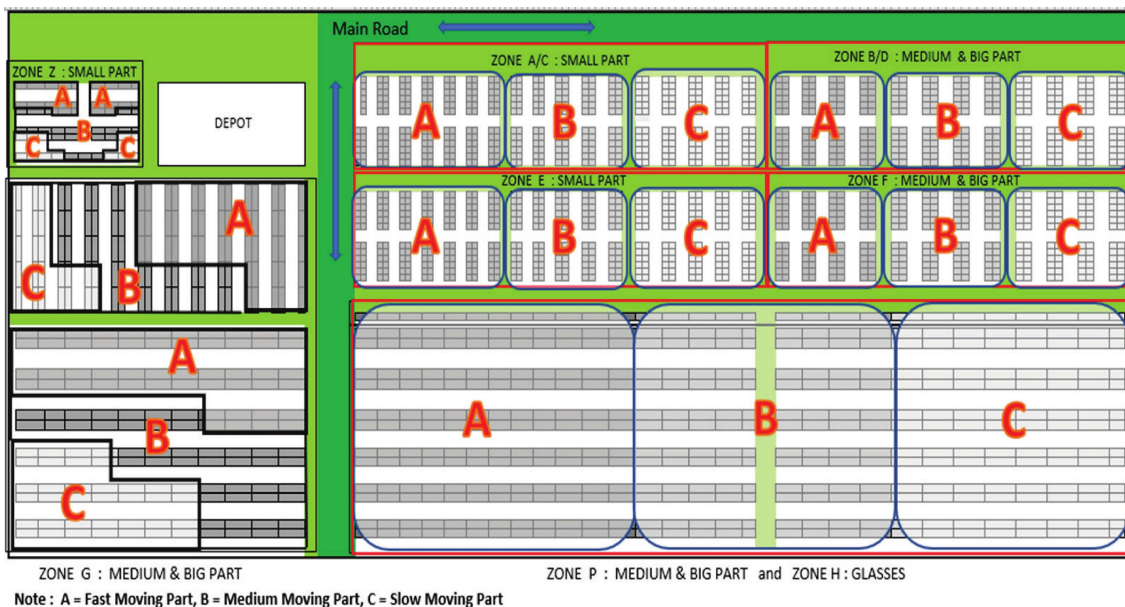 Main Road
ZONE Z : SMALL PART
A A
B
C C
DEPOT
ZONE A/C : SMALL PART
A B C
ZONE B/D : MEDIUM & BIG PART
A B C
ZONE E : SMALL PART
A B C
ZONE F : MEDIUM & BIG PART
A B C
A
C B
A
B
C
A B C
ZONE G : MEDIUM & BIG PART
ZONE P : MEDIUM & BIG PART and ZONE H : GLASSES
Note : A = Fast Moving Part, B = Medium Moving Part, C = Slow Moving Part